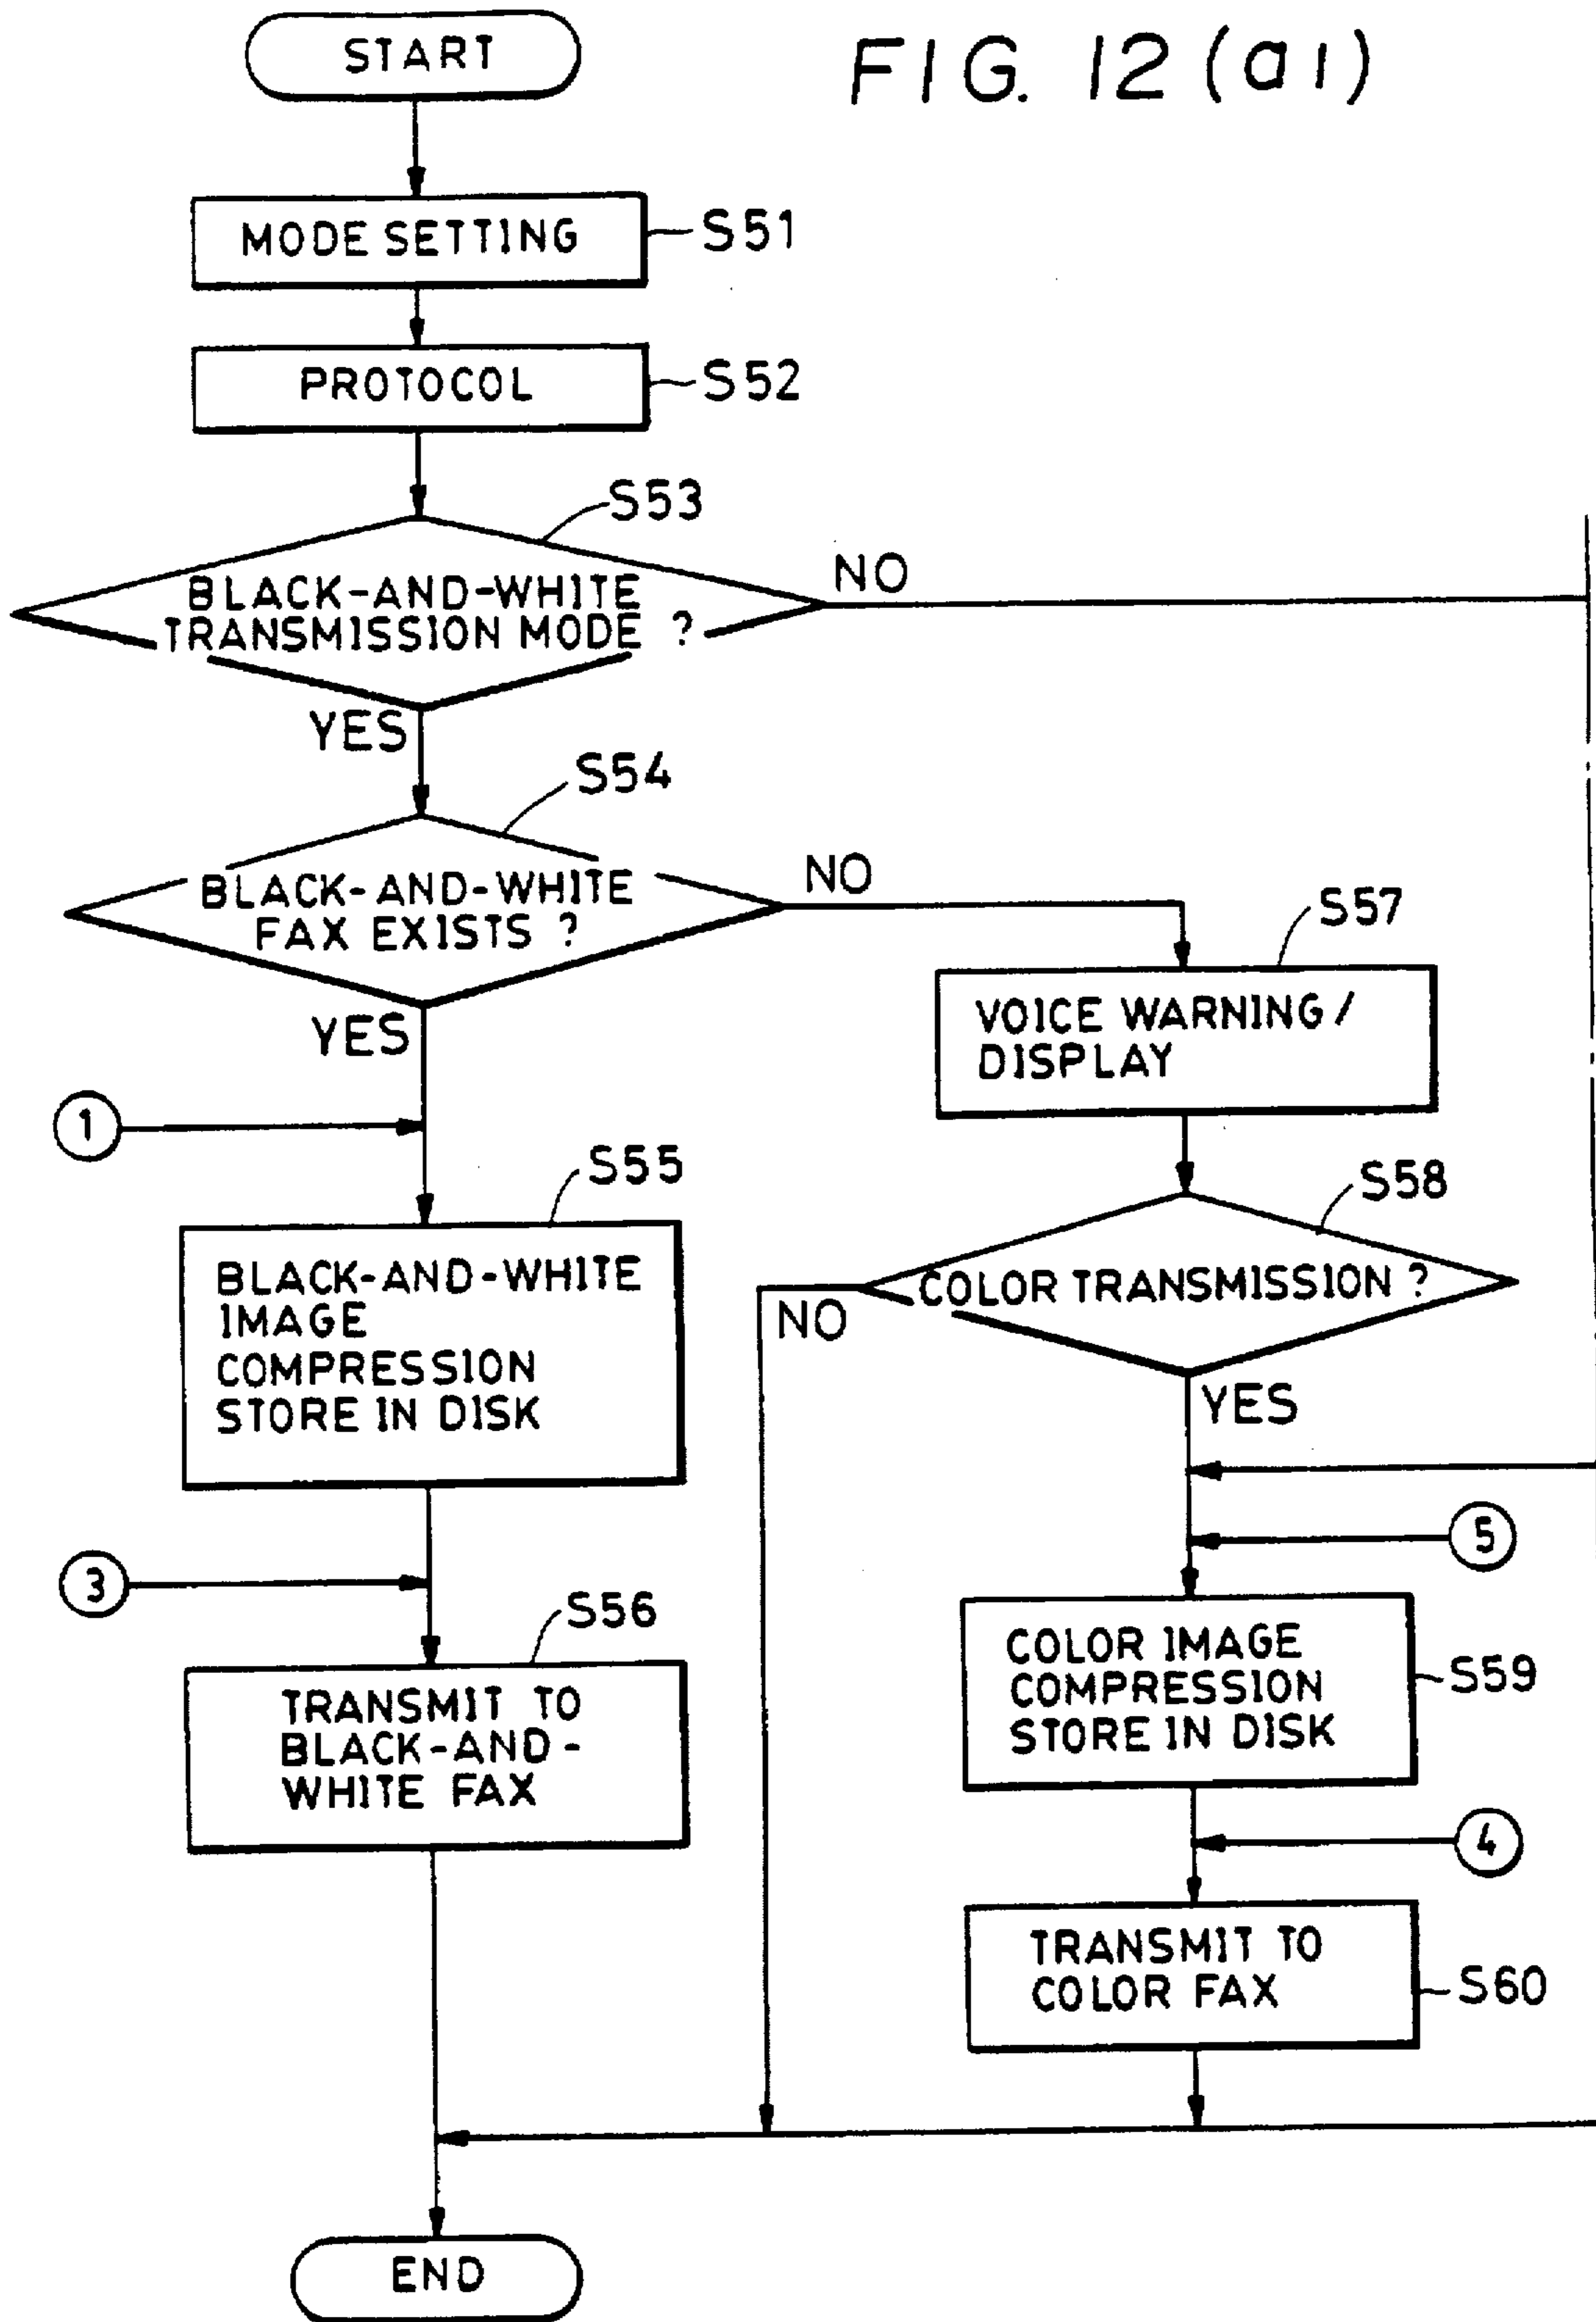 START
FIG. 12 (a1)
MODE SETTING
S51
PROTOCOL
S52
S53
BLACK-AND-WHITE
TRANSMISSION MODE ?
NO
YES
S54
BLACK-AND-WHITE
FAX EXISTS ?
NO
YES
S57
VOICE WARNING /
DISPLAY
1
S55
BLACK-AND-WHITE
IMAGE
COMPRESSION
STORE IN DISK
S58
COLOR TRANSMISSION ?
NO
YES
5
3
S56
TRANSMIT TO
BLACK-AND-
WHITE FAX
COLOR IMAGE
COMPRESSION
STORE IN DISK
S59
4
TRANSMIT TO
COLOR FAX
S60
END